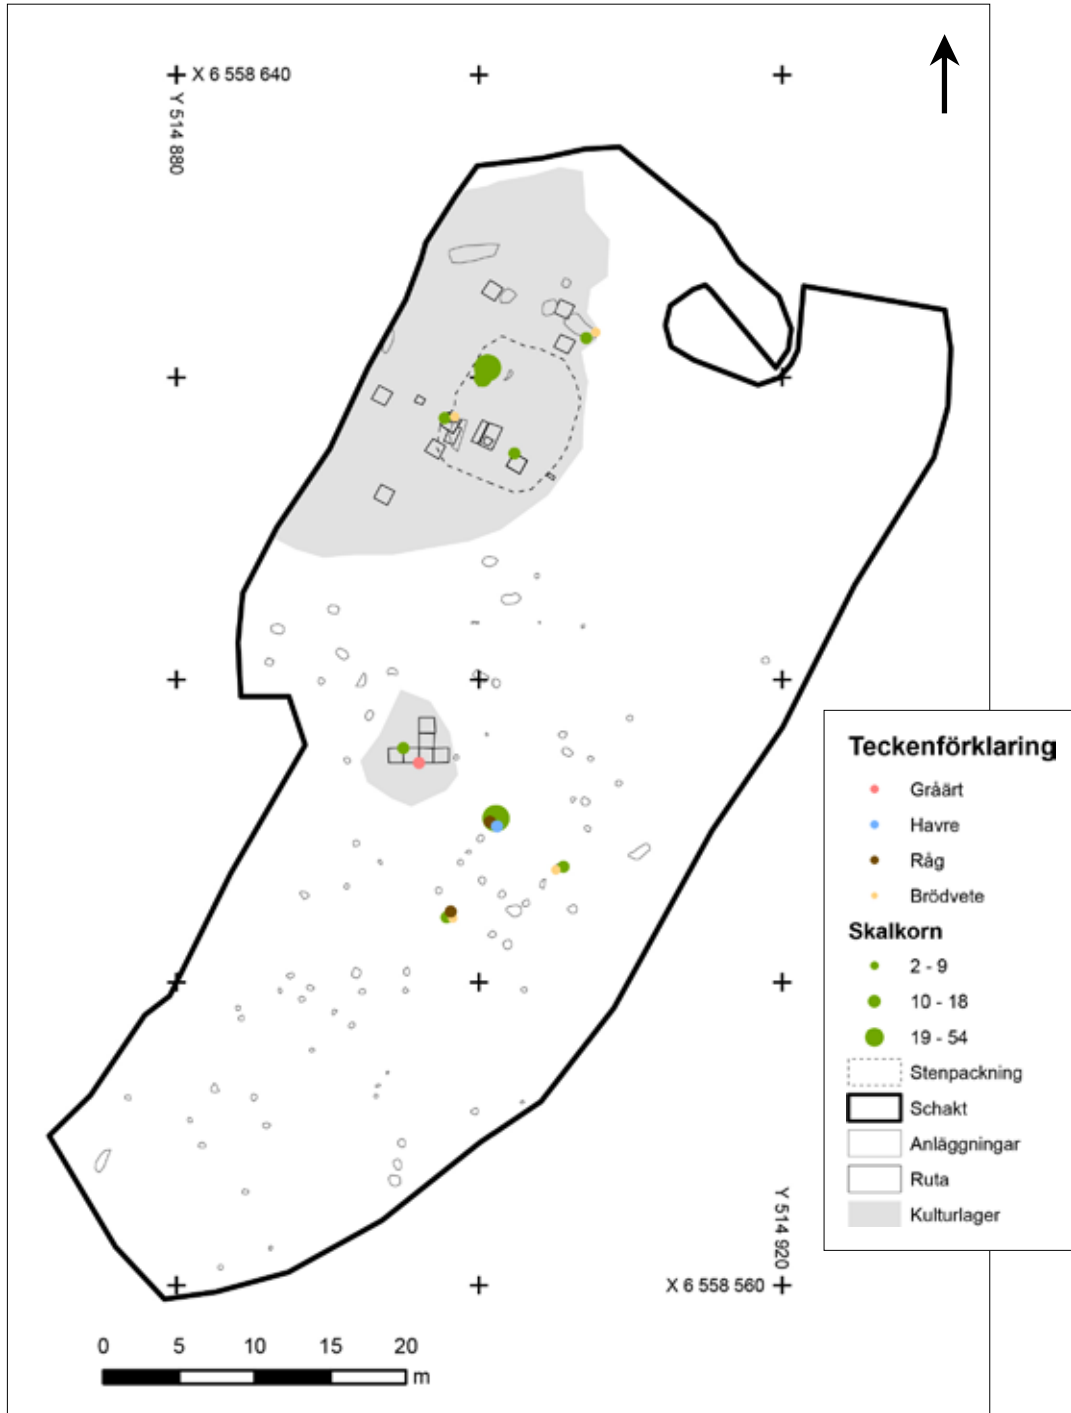 X 6 558 640
Y 514 880
Teckenförklaring
Gråärt
Havre
Råg
Brödvete
Skalkorn
2 - 9
10 - 18
19 - 54
Stenpackning
Schakt
Anläggningar
Ruta
Kulturlager
Y 514 920
X 6 558 560
0 5 10 15 20
m